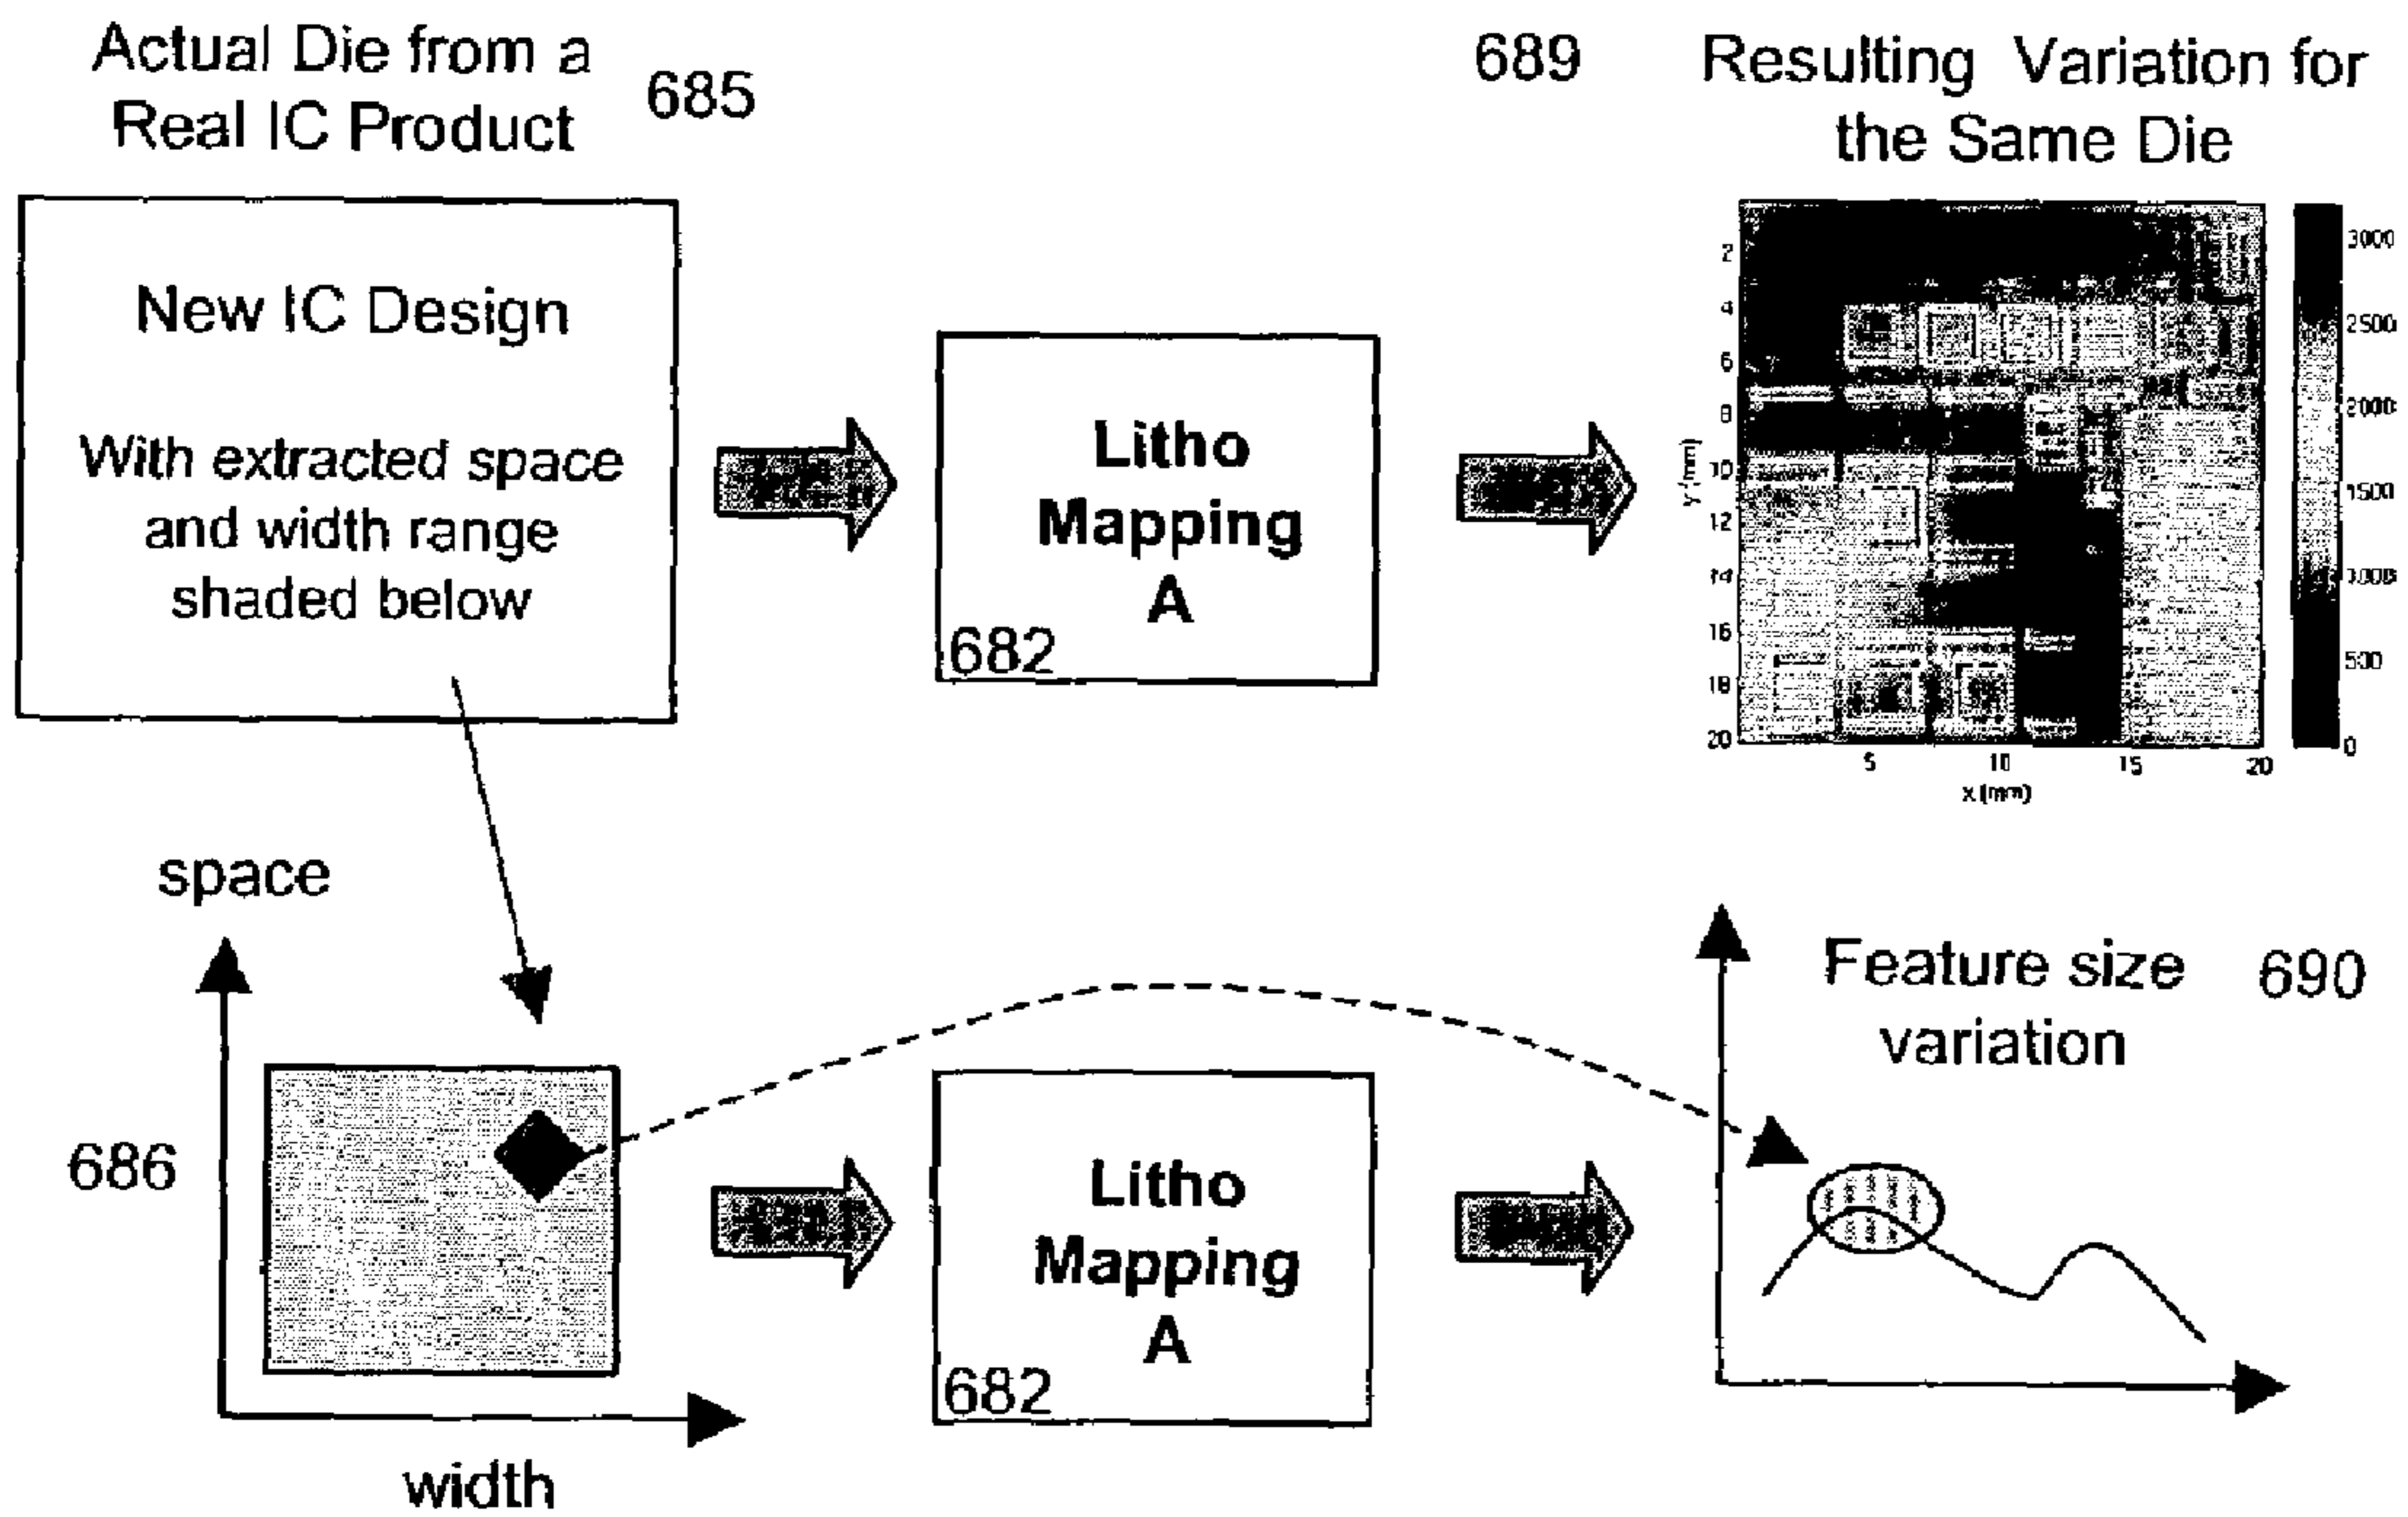 Actual Die from a
Real IC Product
685
689
Resulting Variation for
the Same Die
New IC Design
With extracted space
and width range
shaded below
Litho
Mapping
A
682
2
4
6
8
10
12
14
16
18
20
y (mm)
5
10
15
20
x (mm)
3000
2500
2000
1500
1000
500
0
space
686
width
Litho
Mapping
A
682
Feature size
variation
690